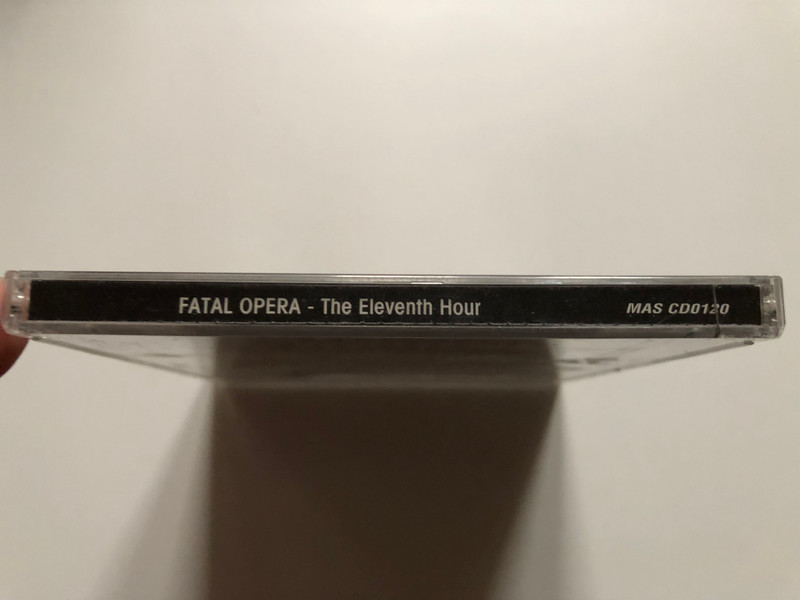 FATAL OPERA - The Eleventh Hour MAS CD0120